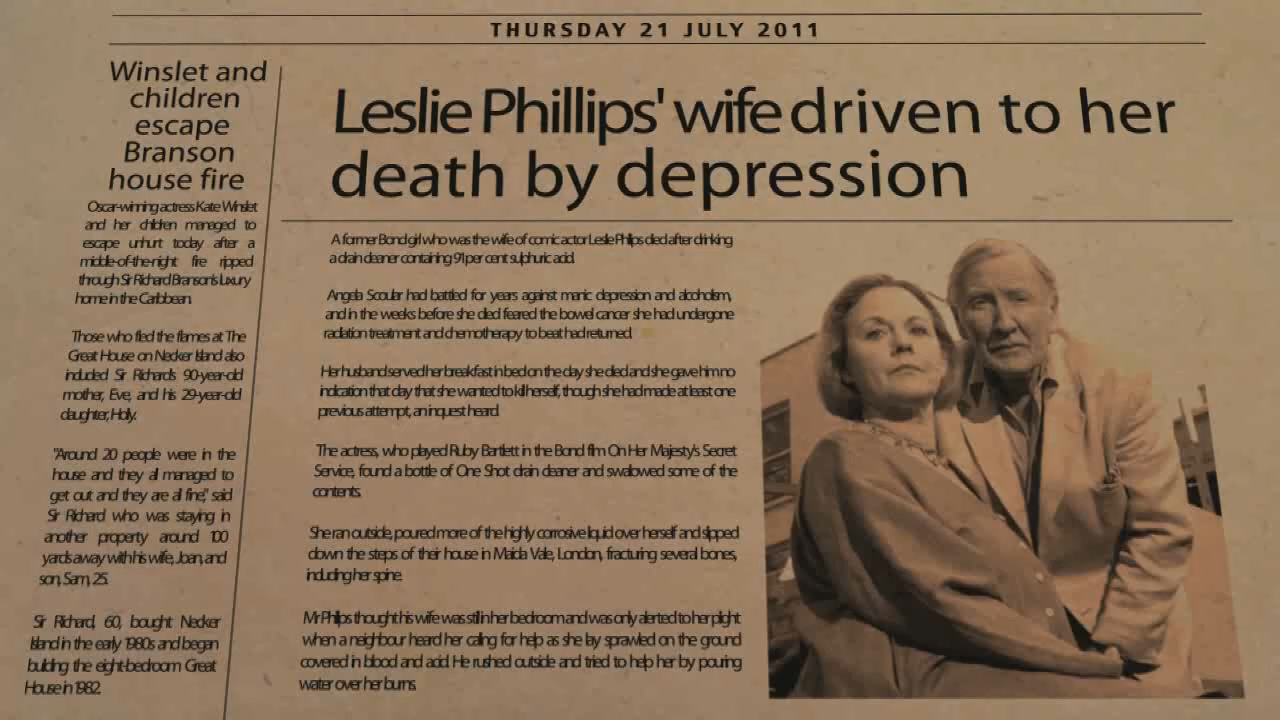 THURSDAY 21 JULY 2011
Winslet and
children
escape
Branson
house fire
Oscar-winning actress Kate Winslet
and her children managed to
escape unhurt today after a
middle-of-the-night fire ripped
through Sir Richard Branson's luxury
home in the Caribbean.
Those who fled the flames at The
Great House on Necker Island also
included Sir Richard's 90-year-old
mother, Eve, and his 29-year-old
daughter, Holly.
"Around 20 people were in the
house and they all managed to
get out and they are all fine," said
Sir Richard who was staying in
another property around 100
yards away with his wife, Joan, and
son, Sam, 25.
Sir Richard, 60, bought Necker
Island in the early 1980s and began
building the eight-bedroom Great
House in 1982.
Leslie Phillips' wife driven to her
death by depression
A former Bond girl who was the wife of comic actor Leslie Phillips died after drinking
a drain cleaner containing 91 per cent sulphuric acid.
Angela Scoular had battled for years against manic depression and alcoholism,
and in the weeks before she died feared the bowel cancer she had undergone
radiation treatment and chemotherapy to beat had returned.
Her husband served her breakfast in bed on the day she died and she gave him no
indication that day that she wanted to kill herself, though she had made at least one
previous attempt, an inquest heard.
The actress, who played Ruby Bartlett in the Bond film On Her Majesty's Secret
Service, found a bottle of One Shot drain cleaner and swallowed some of the
contents.
She ran outside, poured more of the highly corrosive liquid over herself and slipped
down the steps of their house in Maida Vale, London, fracturing several bones,
including her spine.
Mr Phillips thought his wife was still in her bedroom and was only alerted to her plight
when a neighbour heard her calling for help as she lay sprawled on the ground
covered in blood and acid. He rushed outside and tried to help her by pouring
water over her burns.